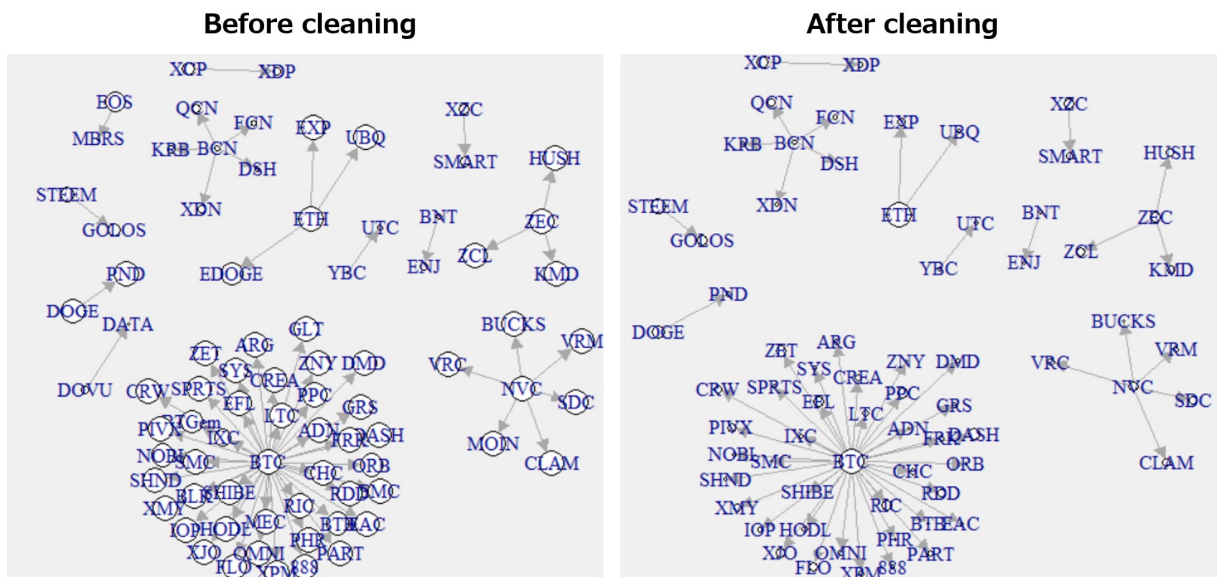 Before cleaning
XCP
XDP
EOS
QCN
MBRS
FCN
EXP
UBQ
XZC
KRB
BCN
DSH
SMART
HUSH
STEEM
XDN
ETH
UTC
BNT
ZEC
GOLOS
ZCL
PND
EDOGE
YBC
ENJ
KMD
DOGE
DATA
GLT
BUCKS
ZET
ARG
VRM
DOVU
SYS
CREA
ZNY
DMD
VRC
CRW
SPRTS
EFL
PPC
NVC
SDC
LTC
GRS
PIVX
IXC
ADN
FRK
DASH
MOIN
NOBL
SMC
BTC
CHC
ORB
CLAM
SHND
BLK
SHIBE
RDD
XMY
RIC
IOP
HODL
MEC
BTB
EAC
XJO
OMNI
PHR
PART
FLO
XPM
888
After cleaning
XCP
XDP
QCN
FCN
EXP
UBQ
XZC
KRB
BCN
DSH
SMART
HUSH
STEEM
XDN
ETH
UTC
BNT
ZEC
GOLOS
ZCL
YBC
ENJ
KMD
PND
DOGE
BUCKS
ZET
ARG
VRM
SYS
CREA
ZNY
DMD
VRC
CRW
SPRTS
EFL
PPC
NVC
SDC
LTC
GRS
PIVX
IXC
ADN
FRK
DASH
NOBL
SMC
BTC
CHC
ORB
CLAM
SHND
SHIBE
RDD
XMY
RIC
IOP
HODL
BTB
EAC
XJO
OMNI
PHR
PART
FLO
XPM
888